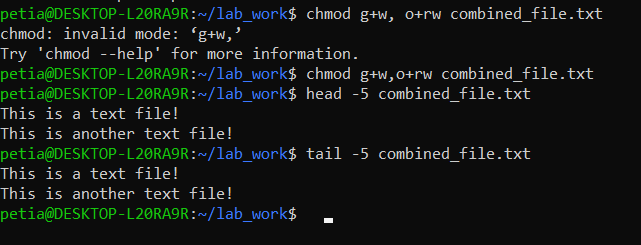 petia@DESKTOP-L20RA9R:~/lab_work$ chmod g+w, o+rw combined_file.txt
chmod: invalid mode: ‘g+w,’
Try 'chmod --help' for more information.
petia@DESKTOP-L20RA9R:~/lab_work$ chmod g+w,o+rw combined_file.txt
petia@DESKTOP-L20RA9R:~/lab_work$ head -5 combined_file.txt
This is a text file!
This is another text file!
petia@DESKTOP-L20RA9R:~/lab_work$ tail -5 combined_file.txt
This is a text file!
This is another text file!
petia@DESKTOP-L20RA9R:~/lab_work$